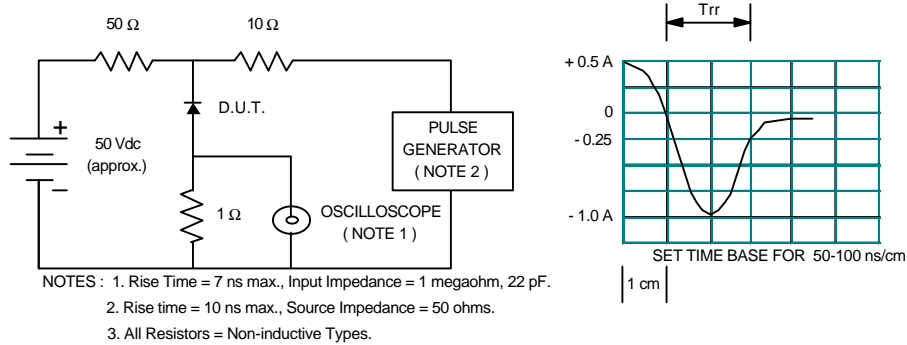 50 Ω
10 Ω
D.U.T.
+
50 Vdc
(approx.)
−
PULSE
GENERATOR
( NOTE 2 )
1 Ω
OSCILLOSCOPE
( NOTE 1 )
Trr
+ 0.5 A
0
- 0.25
- 1.0 A
SET TIME BASE FOR 50-100 ns/cm
1 cm
NOTES : 1. Rise Time = 7 ns max., Input Impedance = 1 megaohm, 22 pF.
2. Rise time = 10 ns max., Source Impedance = 50 ohms.
3. All Resistors = Non-inductive Types.